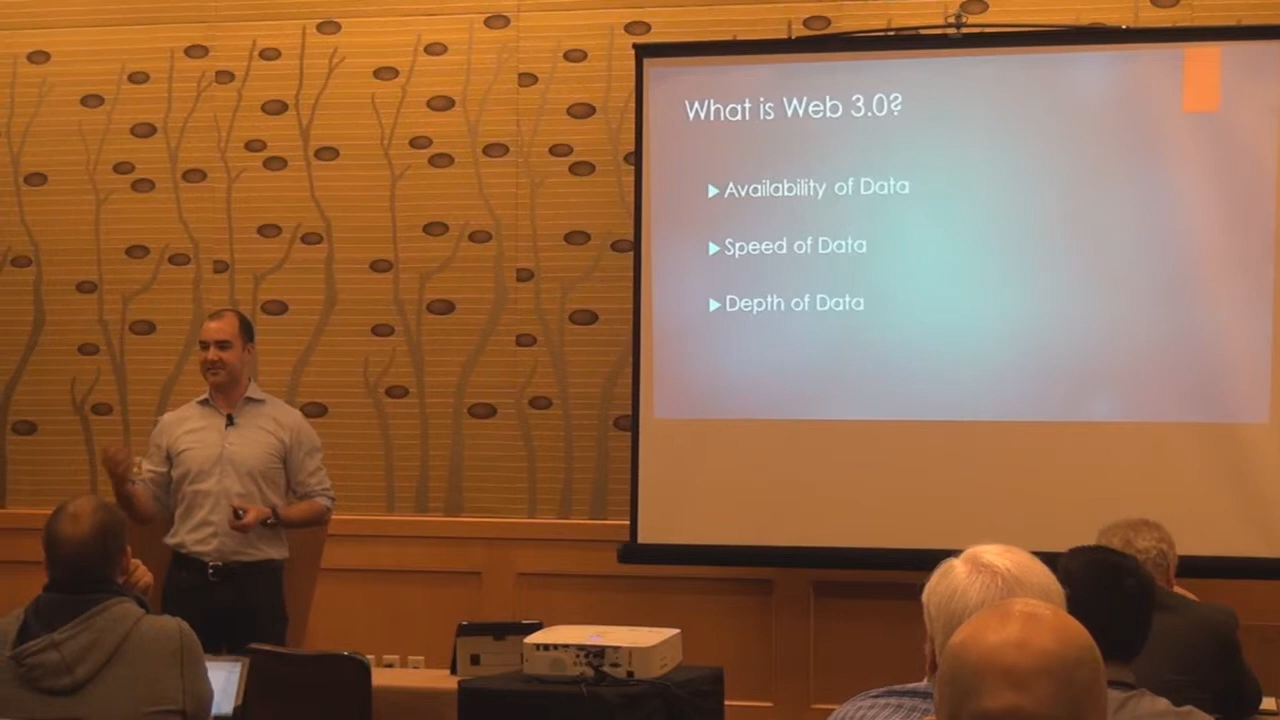 What is Web 3.0?
Availability of Data
Speed of Data
Depth of Data